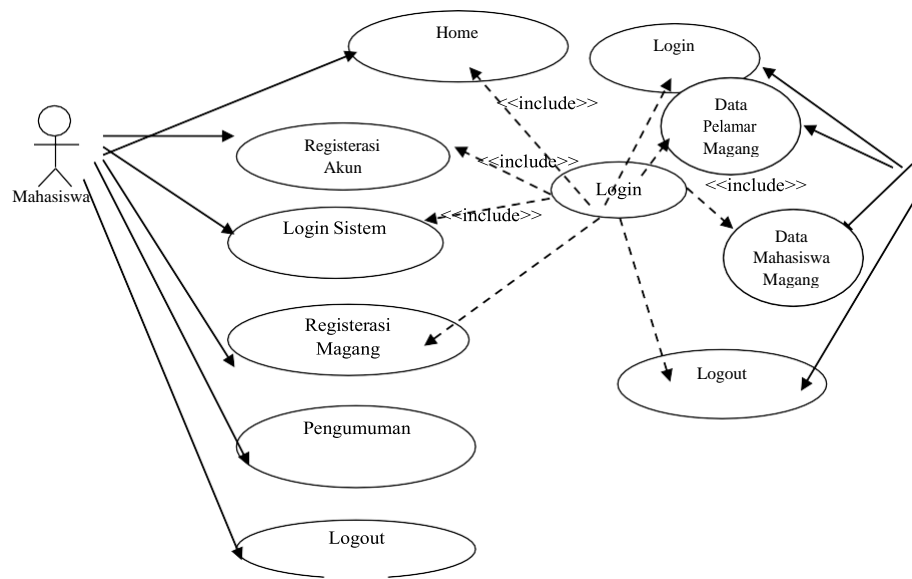 Home
Login
<<include>>
Data
Pelamar
Magang
Registerasi
Akun
<<include>>
Mahasiswa
Login
<<include>>
<<include>>
Login Sistem
Data
Mahasiswa
Magang
Registerasi
Magang
Logout
Pengumuman
Logout